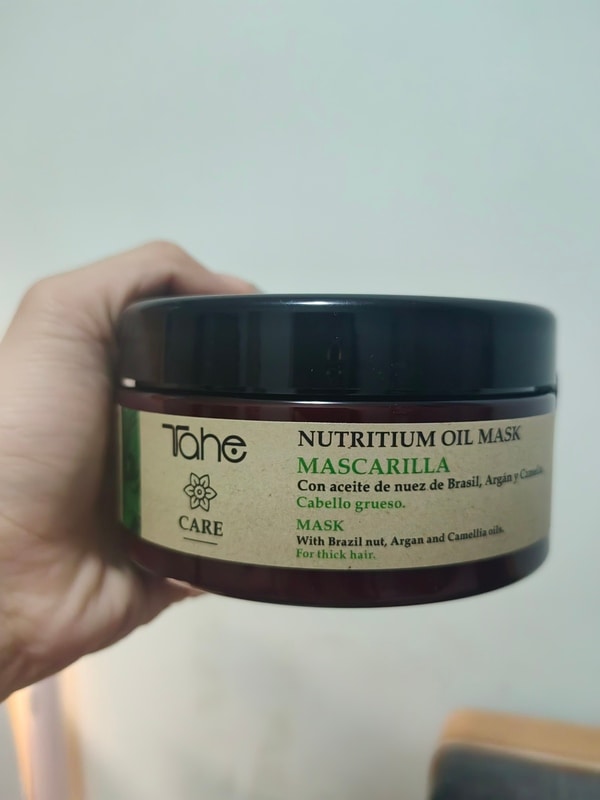 Tahe
CARE
NUTRITIUM OIL MASK
MASCARILLA
Con aceite de nuez de Brasil, Argán y Camelia.
Cabello grueso.
MASK
With Brazil nut, Argan and Camellia oils.
For thick hair.